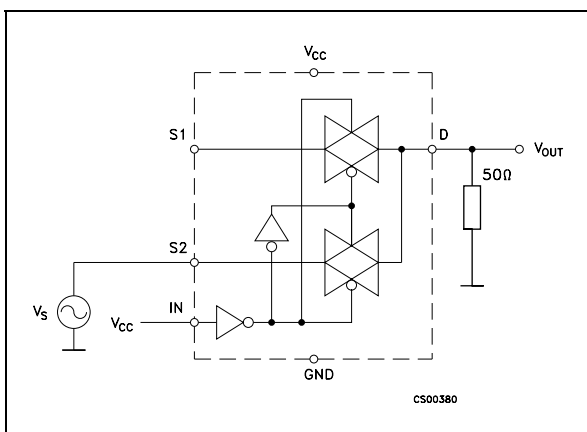 VCC
S1
D
VOUT
50Ω
S2
VS
IN
VCC
GND
CS00380